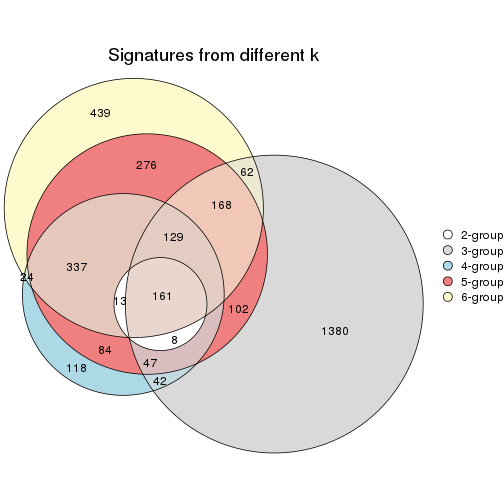 Signatures from different k
439
276
62
168
129
337
24
13
161
102
8
1380
84
47
118
42
2-group
3-group
4-group
5-group
6-group